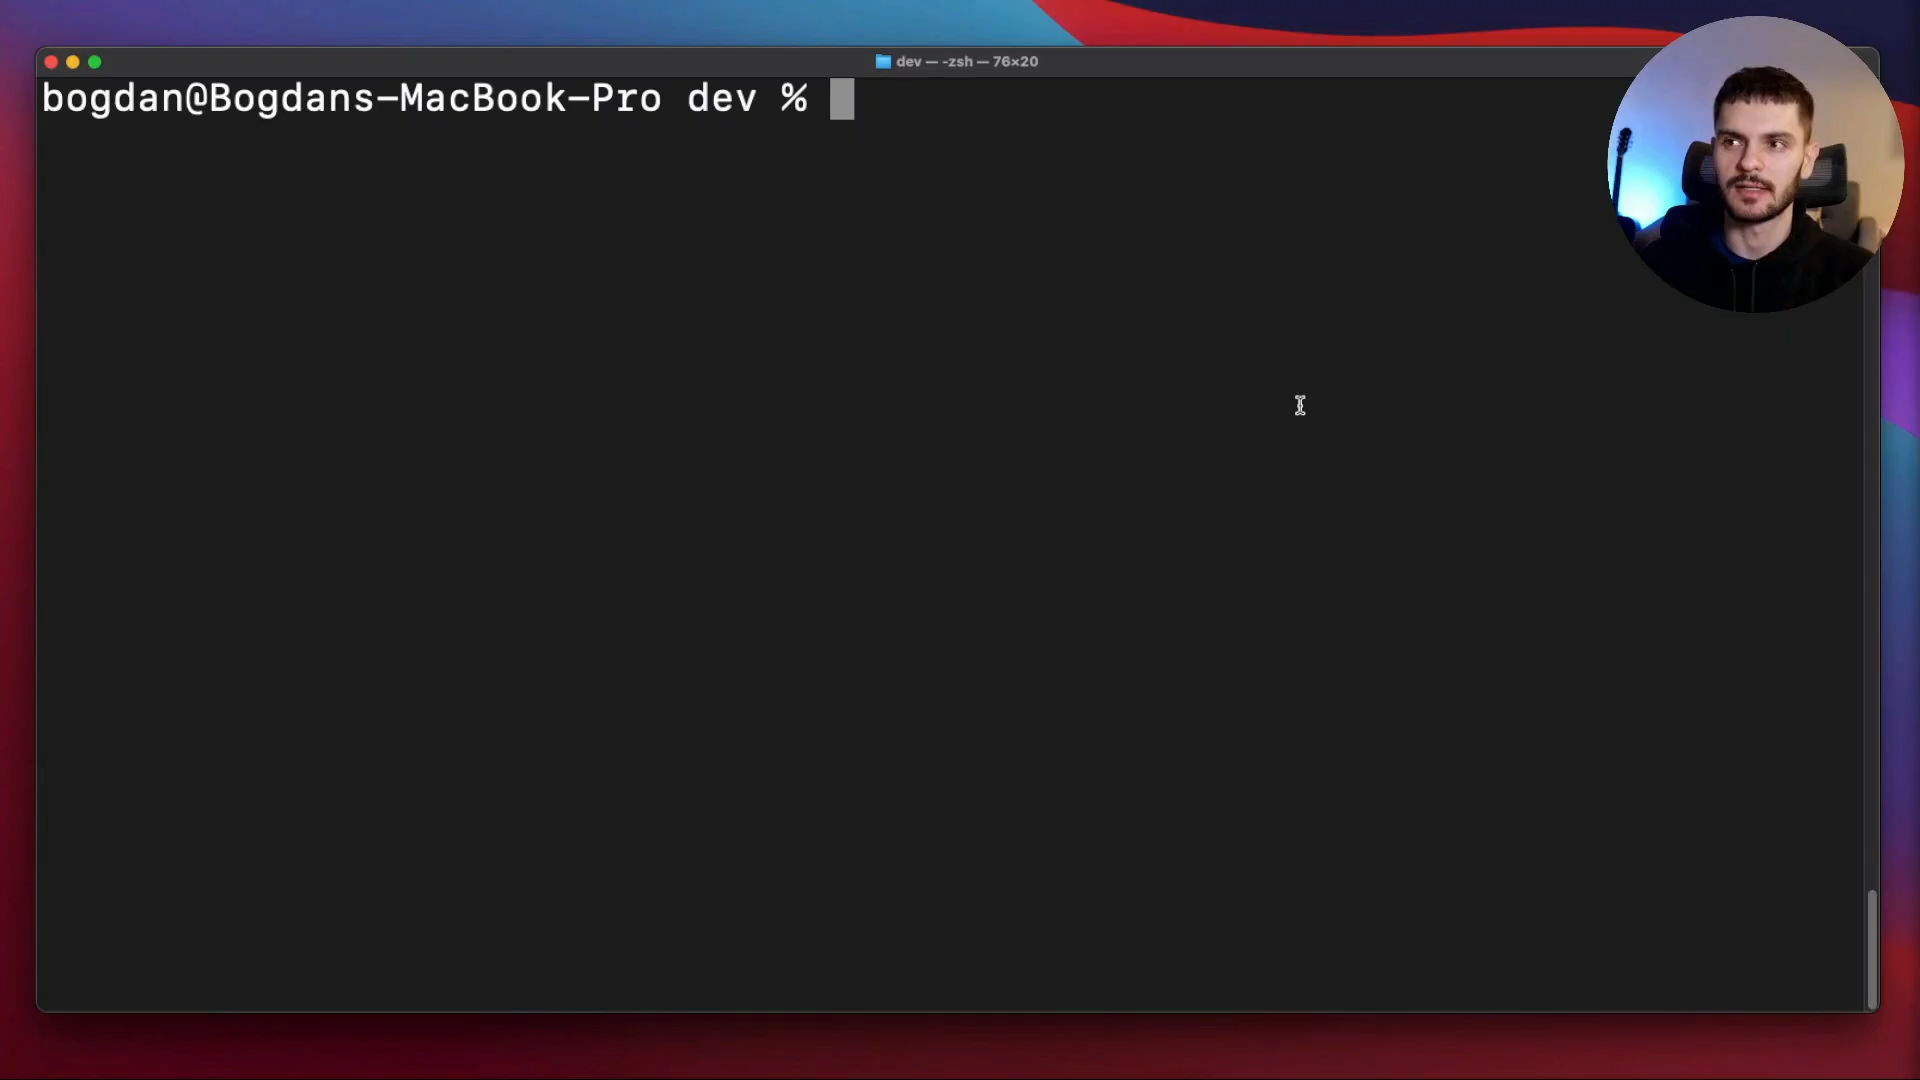 dev — -zsh — 76×20
bogdan@Bogdans-MacBook-Pro dev %